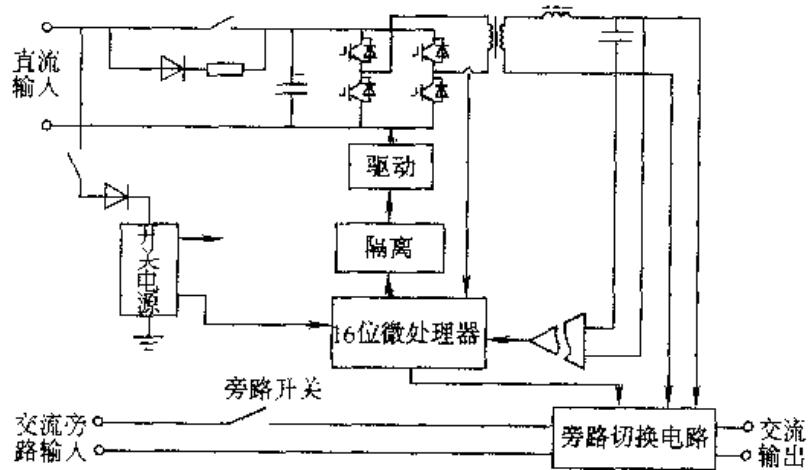 直流
输入
驱动
开关电源
隔离
16位微处理器
旁路开关
交流旁
路输入
旁路切换电路
交流
输出